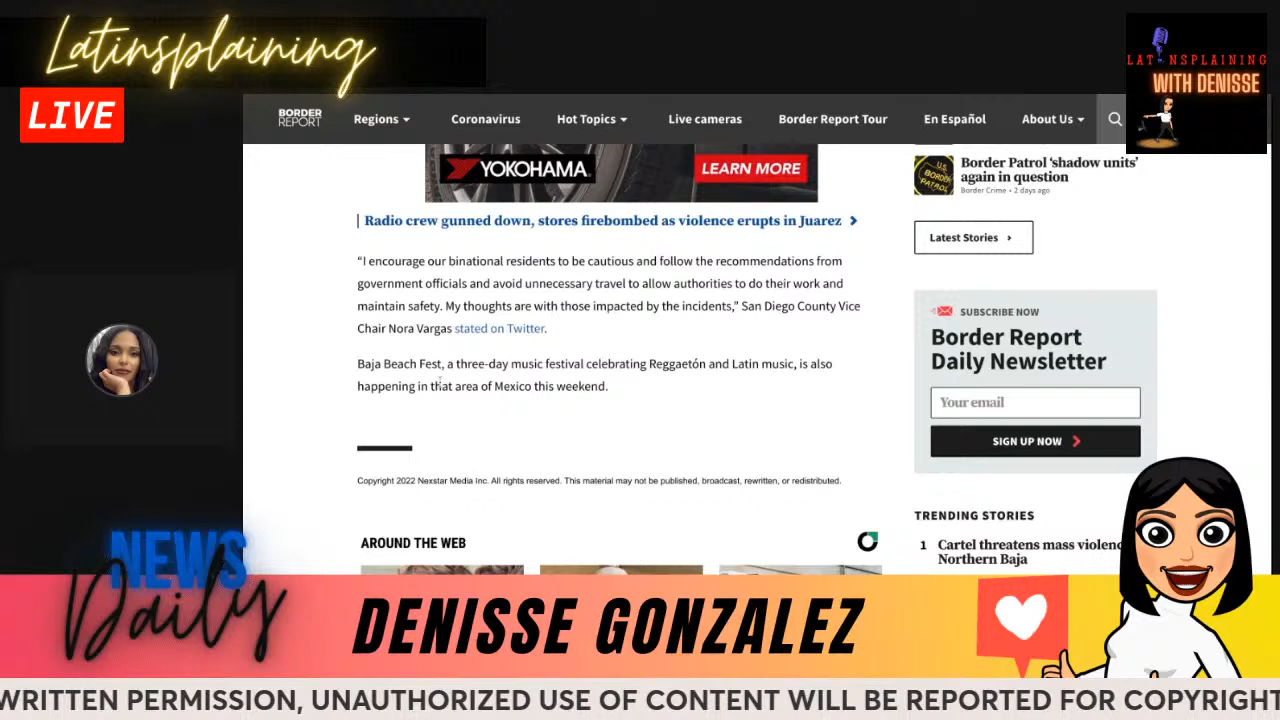 Latinsplaining
LATINSPLAINING
WITH DENISSE
LIVE
BORDER
REPORT
Regions
Coronavirus
Hot Topics
Live cameras
Border Report Tour
En Español
About Us
YOKOHAMA
LEARN MORE
Radio crew gunned down, stores firebombed as violence erupts in Juarez
“I encourage our binational residents to be cautious and follow the recommendations from
government officials and avoid unnecessary travel to allow authorities to do their work and
maintain safety. My thoughts are with those impacted by the incidents,” San Diego County Vice
Chair Nora Vargas stated on Twitter.
Baja Beach Fest, a three-day music festival celebrating Reggaetón and Latin music, is also
happening in that area of Mexico this weekend.
Copyright 2022 Nexstar Media Inc. All rights reserved. This material may not be published, broadcast, rewritten, or redistributed.
AROUND THE WEB
U.S.
BORDER
PATROL
Border Patrol ‘shadow units’
again in question
Border Crime • 2 days ago
Latest Stories
SUBSCRIBE NOW
Border Report
Daily Newsletter
Your email
SIGN UP NOW
TRENDING STORIES
1 Cartel threatens mass violenc
Northern Baja
NEWS
Daily
DENISSE GONZALEZ
WRITTEN PERMISSION, UNAUTHORIZED USE OF CONTENT WILL BE REPORTED FOR COPYRIGHT